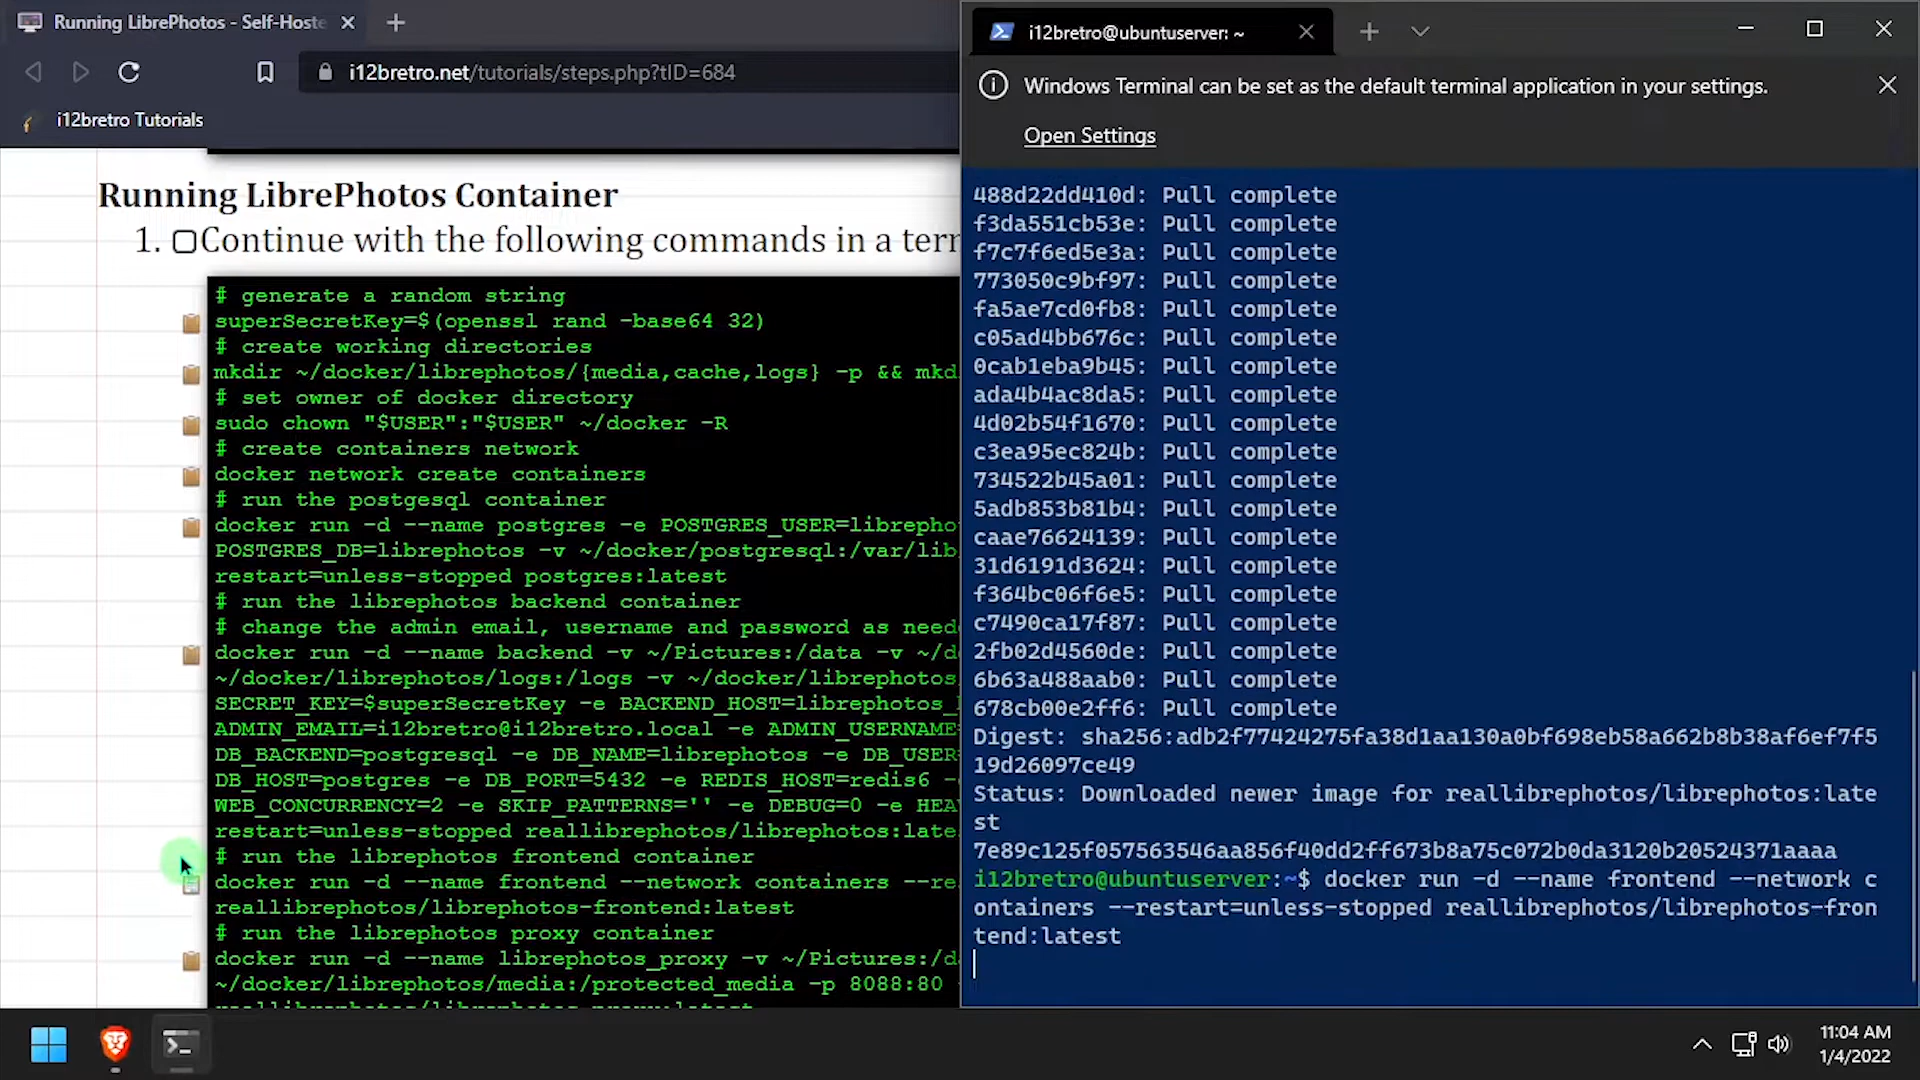 Running LibrePhotos - Self-Hoste
i12bretro.net/tutorials/steps.php?tID=684
i12bretro Tutorials
Running LibrePhotos Container
1. Continue with the following commands in a terr
# generate a random string
superSecretKey=$(openssl rand -base64 32)
# create working directories
mkdir ~/docker/librephotos/{media,cache,logs} -p && mkd
# set owner of docker directory
sudo chown "$USER":"$USER" ~/docker -R
# create containers network
docker network create containers
# run the postgesql container
docker run -d --name postgres -e POSTGRES_USER=librepho
POSTGRES_DB=librephotos -v ~/docker/postgresql:/var/lib
restart=unless-stopped postgres:latest
# run the librephotos backend container
# change the admin email, username and password as need
docker run -d --name backend -v ~/Pictures:/data -v ~/d
~/docker/librephotos/logs:/logs -v ~/docker/librephotos
SECRET_KEY=$superSecretKey -e BACKEND_HOST=librephotos_
ADMIN_EMAIL=i12bretro@i12bretro.local -e ADMIN_USERNAME=
DB_BACKEND=postgresql -e DB_NAME=librephotos -e DB_USER
DB_HOST=postgres -e DB_PORT=5432 -e REDIS_HOST=redis6 -
WEB_CONCURRENCY=2 -e SKIP_PATTERNS='' -e DEBUG=0 -e HEA
restart=unless-stopped reallibrephotos/librephotos:late
# run the librephotos frontend container
docker run -d --name frontend --network containers --re
reallibrephotos/librephotos-frontend:latest
# run the librephotos proxy container
docker run -d --name librephotos_proxy -v ~/Pictures:/d
~/docker/librephotos/media:/protected_media -p 8088:80
i12bretro@ubuntuserver: ~
Windows Terminal can be set as the default terminal application in your settings.
Open Settings
488d22dd410d: Pull complete
f3da551cb53e: Pull complete
f7c7f6ed5e3a: Pull complete
773050c9bf97: Pull complete
fa5ae7cd0fb8: Pull complete
c05ad4bb676c: Pull complete
0cab1eba9b45: Pull complete
ada4b4ac8da5: Pull complete
4d02b54f1670: Pull complete
c3ea95ec824b: Pull complete
734522b45a01: Pull complete
5adb853b81b4: Pull complete
caae76624139: Pull complete
31d6191d3624: Pull complete
f364bc06f6e5: Pull complete
c7490ca17f87: Pull complete
2fb02d4560de: Pull complete
6b63a488aab0: Pull complete
678cb00e2ff6: Pull complete
Digest: sha256:adb2f77424275fa38d1aa130a0bf698eb58a662b8b38af6ef7f5
19d26097ce49
Status: Downloaded newer image for reallibrephotos/librephotos:late
st
7e89c125f057563546aa856f40dd2ff673b8a75c072b0da3120b20524371aaaa
i12bretro@ubuntuserver:~$ docker run -d --name frontend --network c
ontainers --restart=unless-stopped reallibrephotos/librephotos-fron
tend:latest
11:04 AM
1/4/2022